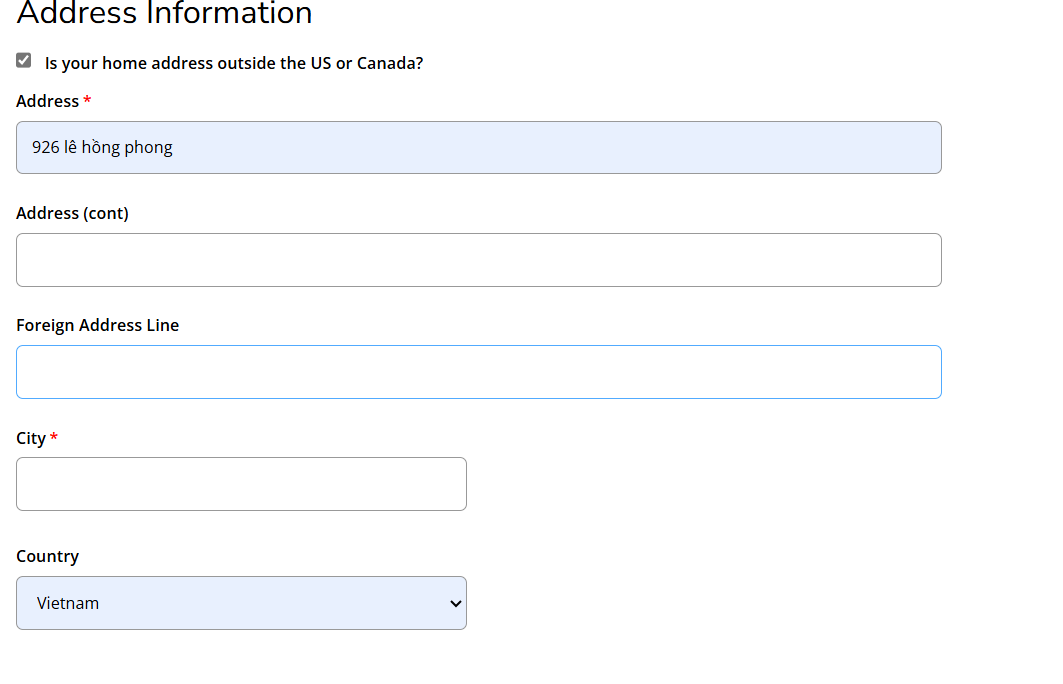 Address Information
Is your home address outside the US or Canada?
Address *
926 lê hồng phong
Address (cont)
Foreign Address Line
City *
Country
Vietnam